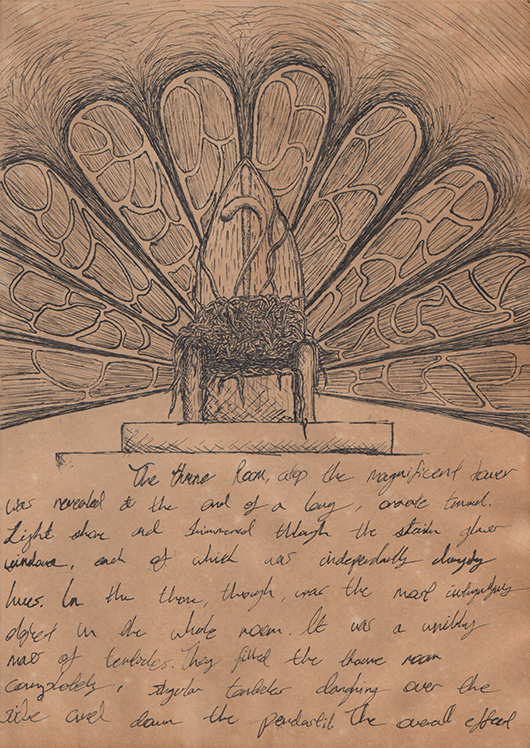 The Throne Room, atop the magnificent tower
was revealed at the end of a long, ornate tunnel.
Light shone and shimmered through the stain glass
windows, each of which was independently changing
hues. In the throne, though, was the most intriguing
object in the whole room. It was a writhing
mass of tentacles. They filled the throne room
completely, singular tentacles dangling over the
side and down the The overall effect